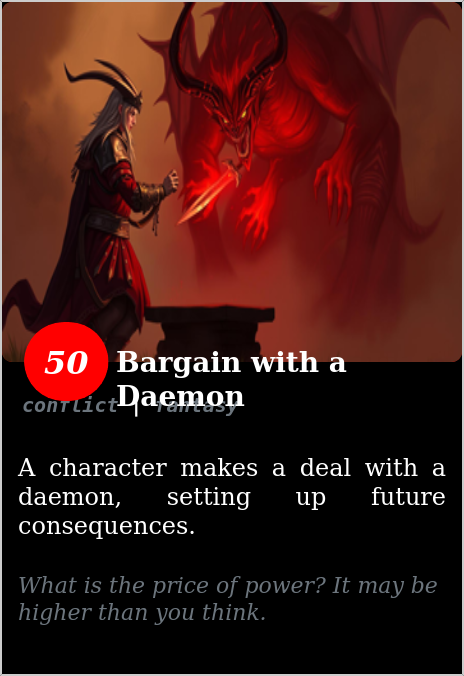 50
Bargain with a
Daemon
conflict | fantasy
A character makes a deal with a
daemon, setting up future
consequences.
What is the price of power? It may be
higher than you think.